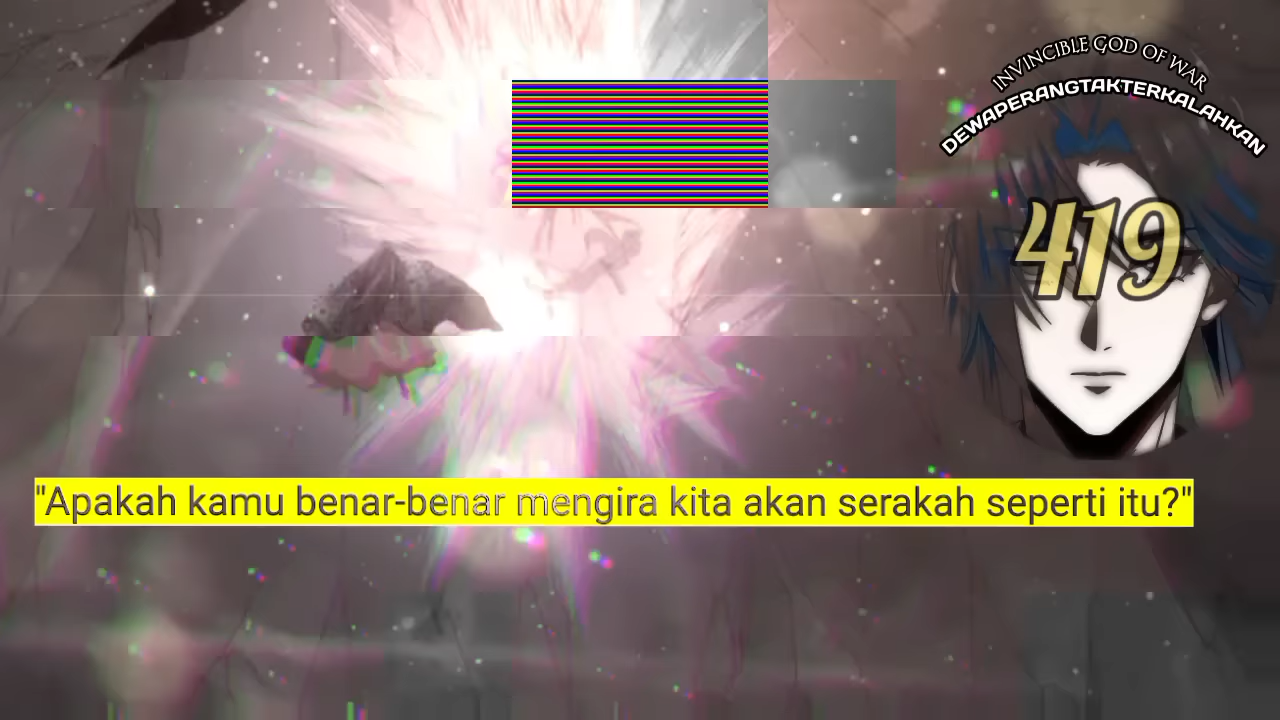 INVINCIBLE GOD OF WAR
DEWAPERANGTAKTERKALAHKAN
419
"Apakah kamu benar-benar mengira kita akan serakah seperti itu?"